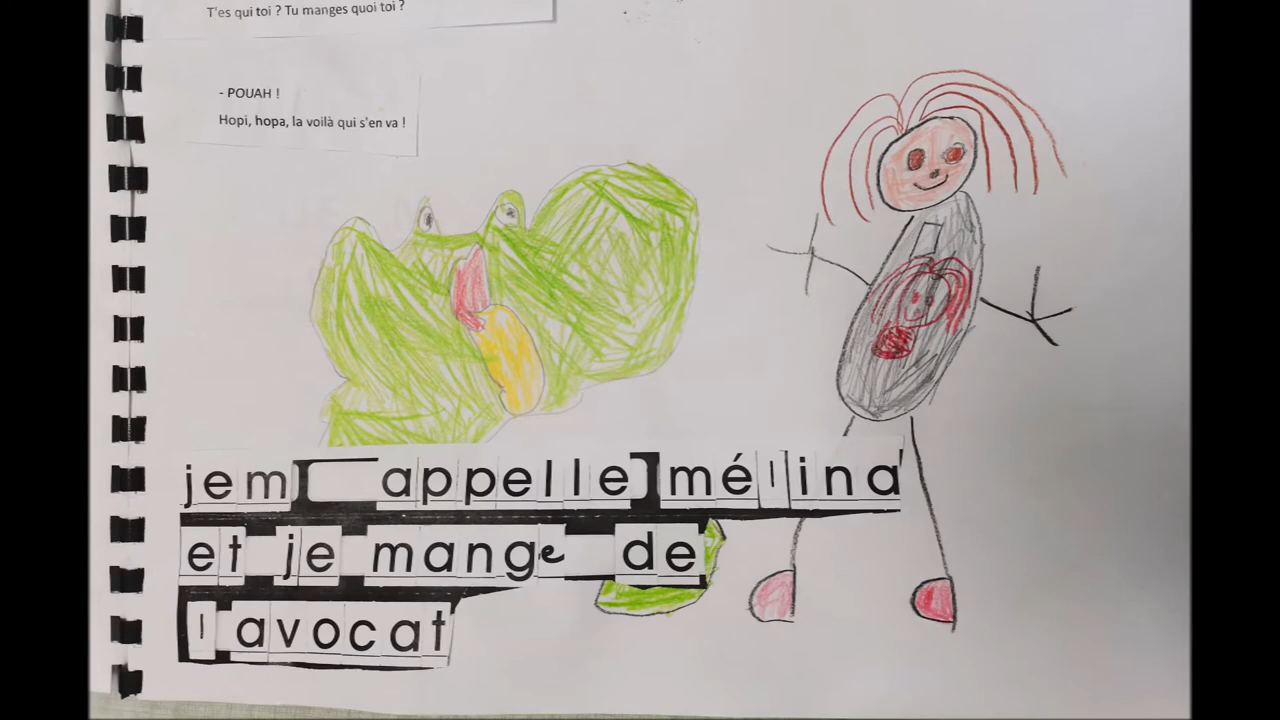 T'es qui toi ? Tu manges quoi toi ?
- POUAH !
Hopi, hopa, la voilà qui s'en va !
jem appelle mélina
et je mange de
l avocat